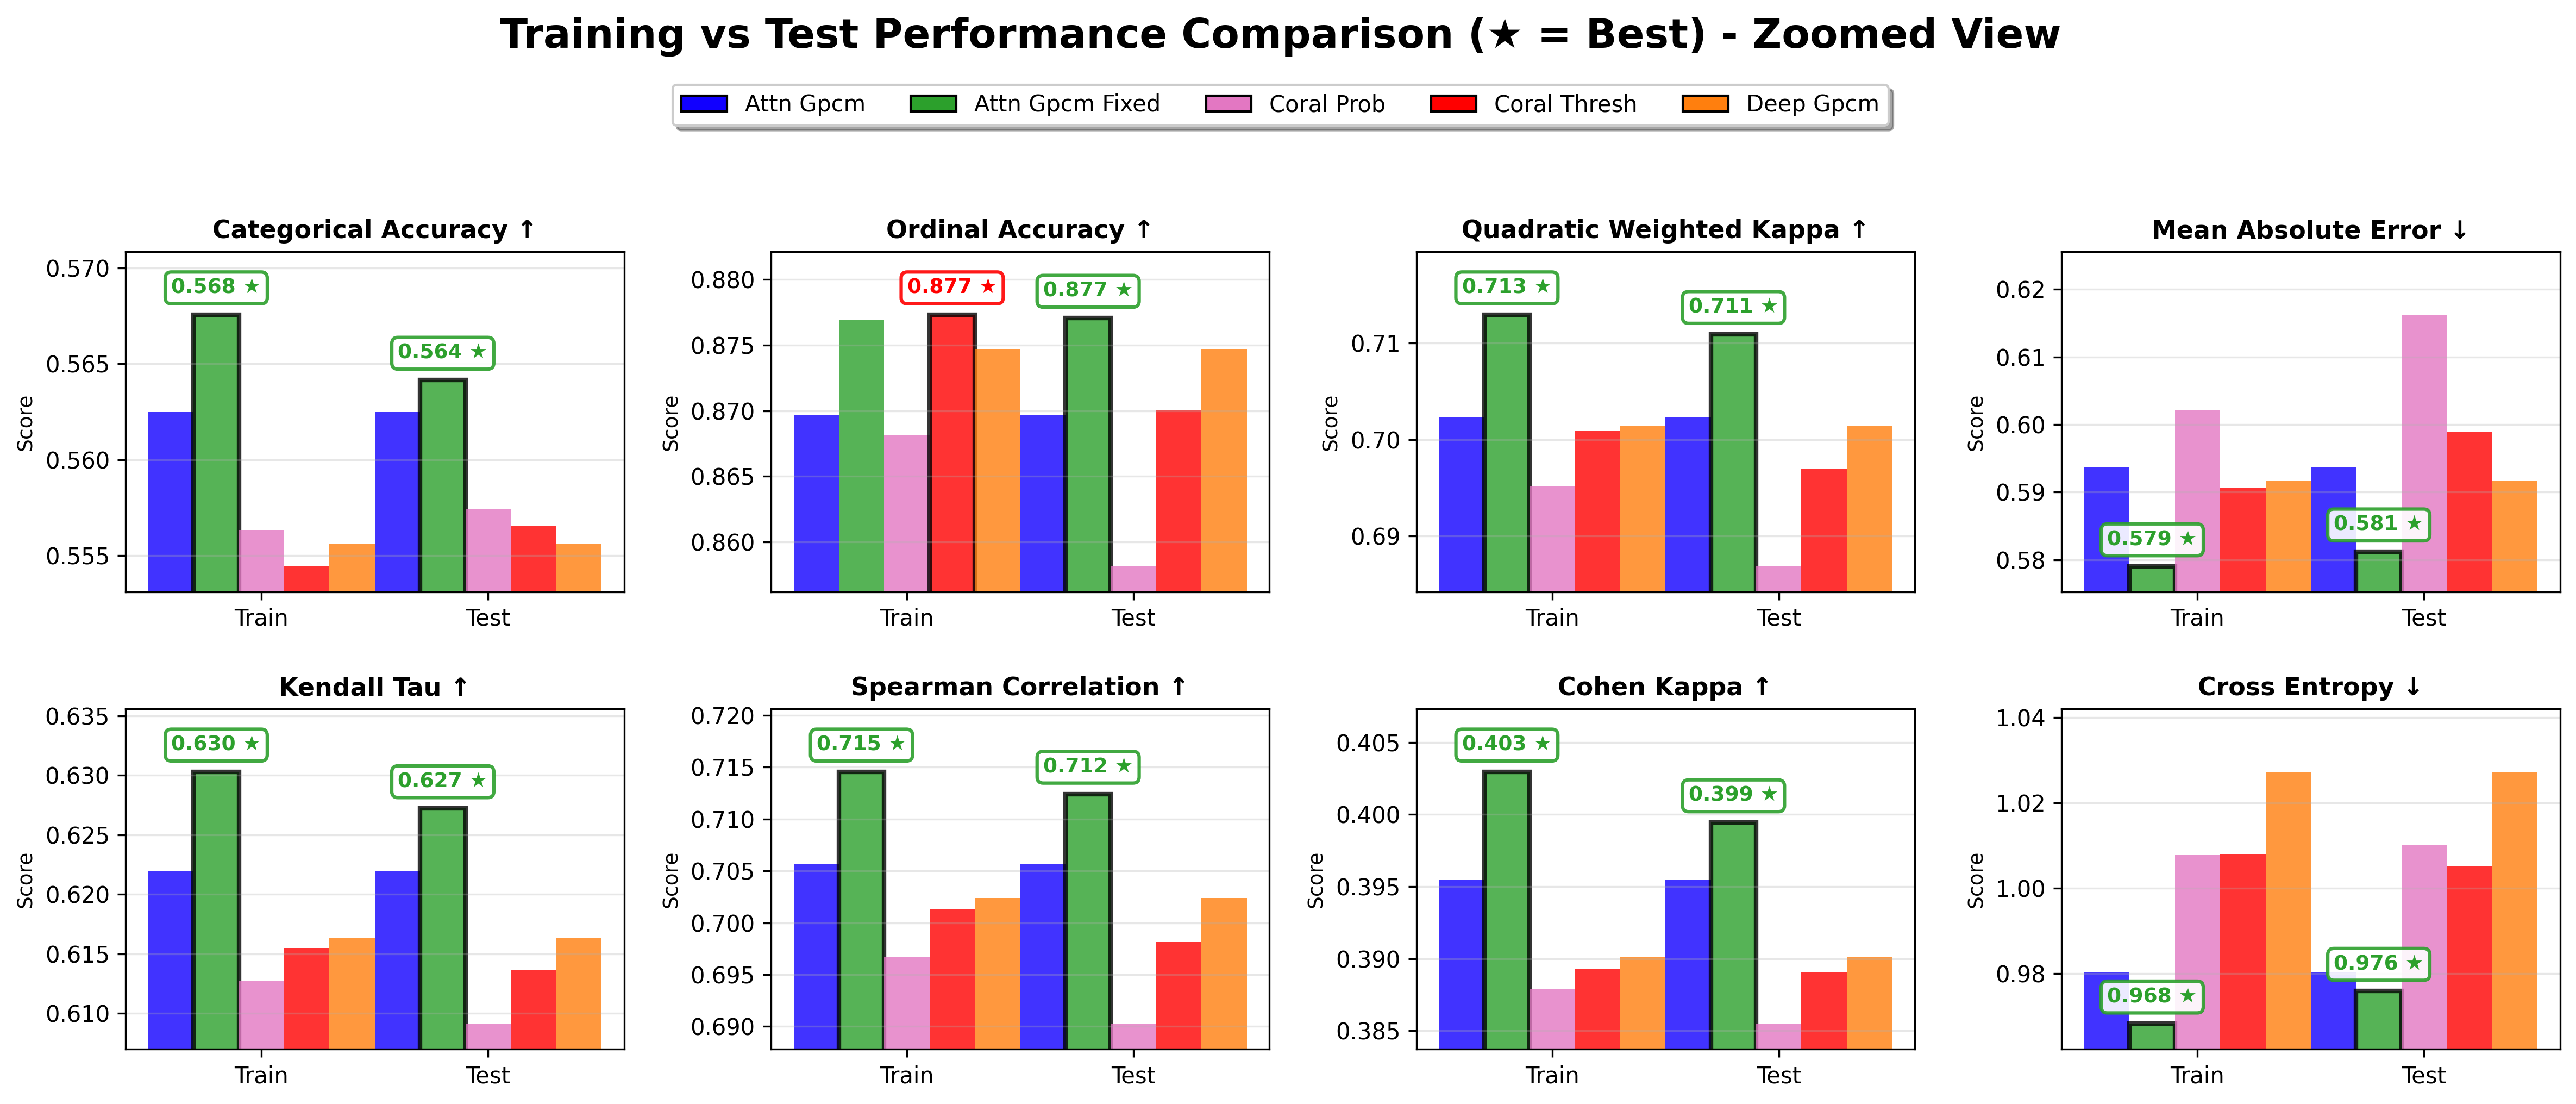 Training vs Test Performance Comparison (★ = Best) - Zoomed View
Attn Gpcm Attn Gpcm Fixed Coral Prob Coral Thresh Deep Gpcm
Categorical Accuracy ↑
Score
0.570
0.565
0.560
0.555
0.568 ★
0.564 ★
Train Test
Ordinal Accuracy ↑
Score
0.880
0.875
0.870
0.865
0.860
0.877 ★
0.877 ★
Train Test
Quadratic Weighted Kappa ↑
Score
0.71
0.70
0.69
0.713 ★
0.711 ★
Train Test
Mean Absolute Error ↓
Score
0.62
0.61
0.60
0.59
0.58
0.579 ★
0.581 ★
Train Test
Kendall Tau ↑
Score
0.635
0.630
0.625
0.620
0.615
0.610
0.630 ★
0.627 ★
Train Test
Spearman Correlation ↑
Score
0.720
0.715
0.710
0.705
0.700
0.695
0.690
0.715 ★
0.712 ★
Train Test
Cohen Kappa ↑
Score
0.405
0.400
0.395
0.390
0.385
0.403 ★
0.399 ★
Train Test
Cross Entropy ↓
Score
1.04
1.02
1.00
0.98
0.968 ★
0.976 ★
Train Test